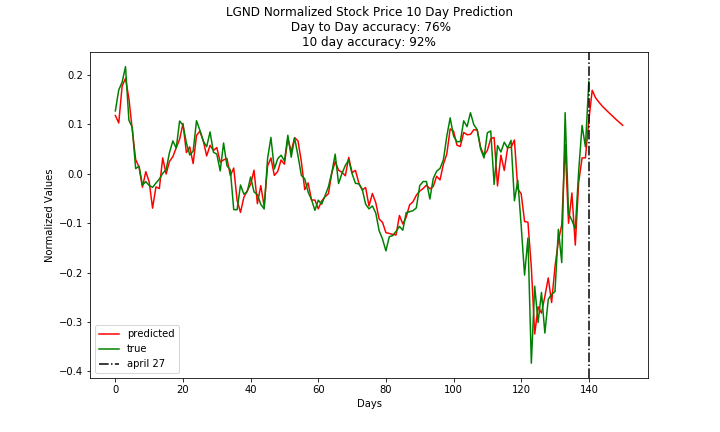 LGND Normalized Stock Price 10 Day Prediction
Day to Day accuracy: 76%
10 day accuracy: 92%
0.2
0.1
0.0
−0.1
−0.2
−0.3
−0.4
Normalized Values
predicted
true
april 27
0
20
40
60
80
100
120
140
Days